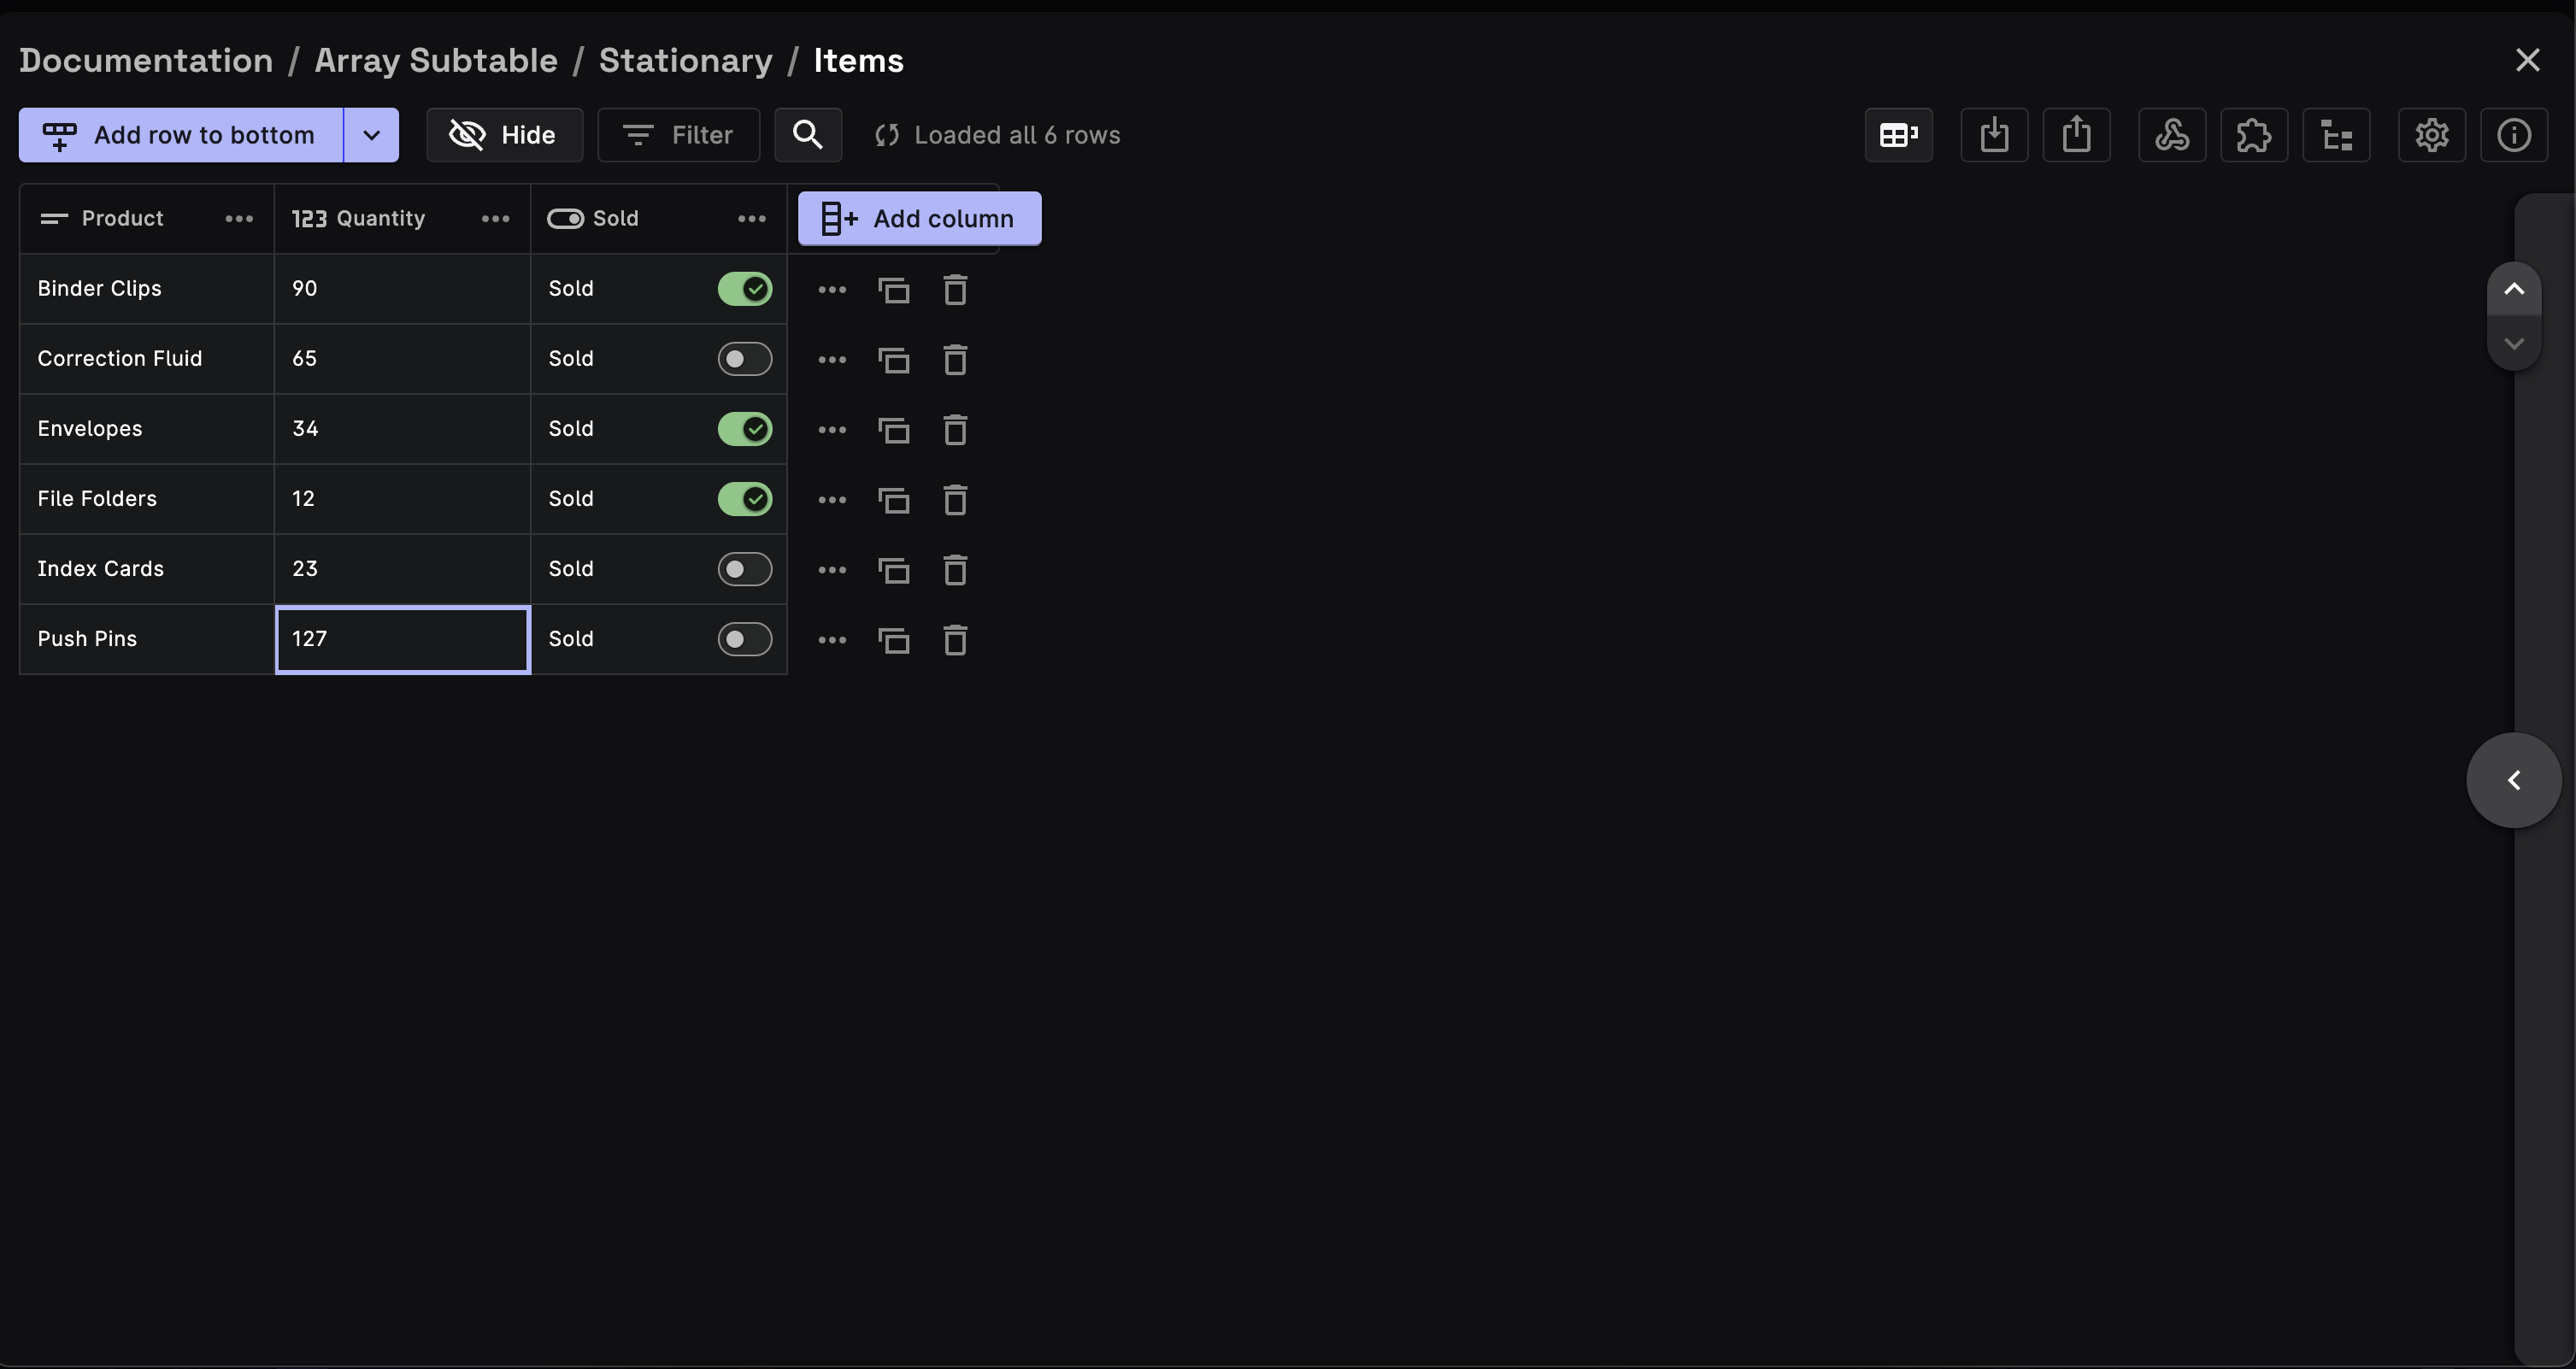 Documentation / Array Subtable / Stationary / Items
Add row to bottom Hide Filter Loaded all 6 rows
Product 123 Quantity Sold Add column
Binder Clips 90 Sold
Correction Fluid 65 Sold
Envelopes 34 Sold
File Folders 12 Sold
Index Cards 23 Sold
Push Pins 127 Sold